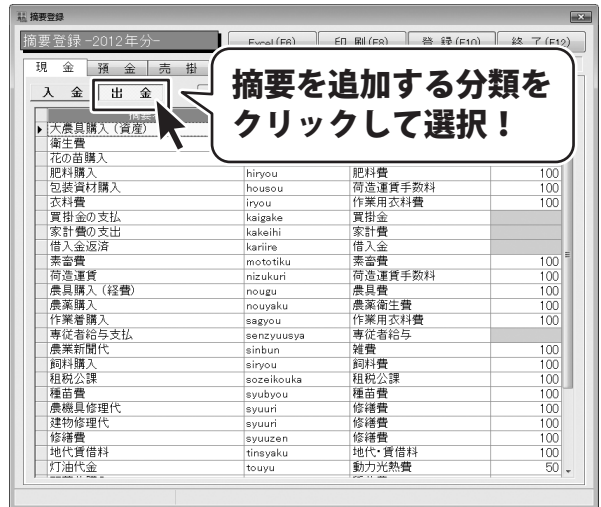 摘要登録
摘要登録 -2012年分-
Excel(F6) 印 刷(F8) 登 録(F10) 終 了(F12)
現 金 預 金 売 掛
入 金 出 金
摘要を追加する分類を
クリックして選択！
大農具購入（資産）
衛生費
花の苗購入
肥料購入 hiryou 肥料費 100
包装資材購入 housou 荷造運賃手数料 100
衣料費 iryou 作業用衣料費 100
買掛金の支払 kaigake 買掛金
家計費の支出 kakeihi 家計費
借入金返済 kariire 借入金
素畜費 mototiku 素畜費 100
荷造運賃 nizukuri 荷造運賃手数料 100
農具購入（経費） nougu 農具費 100
農薬購入 nouyaku 農薬衛生費 100
作業着購入 sagyou 作業用衣料費 100
専従者給与支払 senzyuusya 専従者給与
農業新聞代 sinbun 雑費 100
飼料購入 siryou 飼料費 100
租税公課 sozeikouka 租税公課 100
種苗費 syubyou 種苗費 100
農機具修理代 syuuri 修繕費 100
建物修理代 syuuri 修繕費 100
修繕費 syuuzen 修繕費 100
地代賃借料 tinsyaku 地代・賃借料 100
灯油代金 touyu 動力光熱費 50